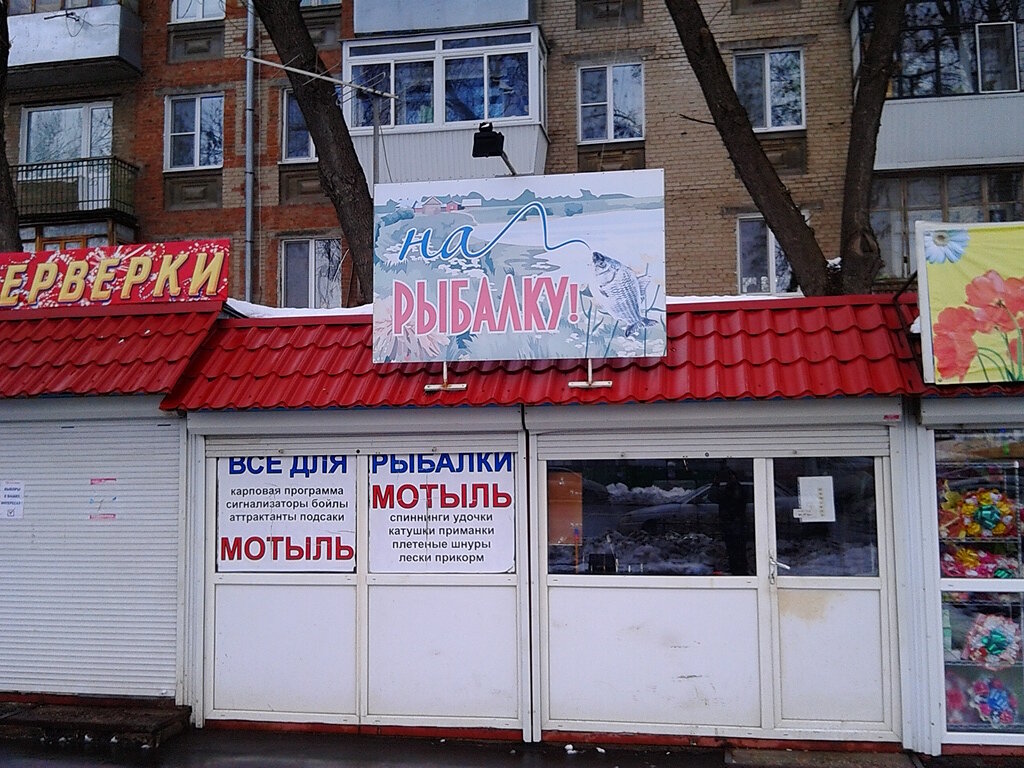 ЕРВЕРКИ
на
РЫБАЛКУ!
ВСЕ ДЛЯ
карповая программа
сигнализаторы бойлы
аттрактанты подсаки
МОТЫЛЬ
РЫБАЛКИ
МОТЫЛЬ
спиннинги удочки
катушки приманки
плетеные шнуры
лески прикорм